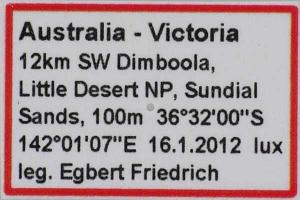 Australia - Victoria
12km SW Dimboola,
Little Desert NP, Sundial
Sands, 100m 36°32'00"S
142°01'07"E 16.1.2012 lux
leg. Egbert Friedrich